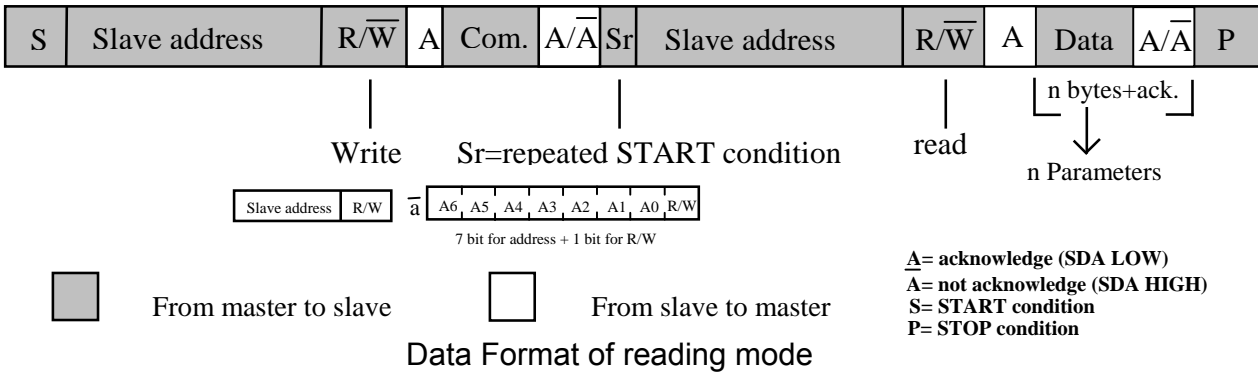 S Slave address R/W̅ A Com. A/A̅ Sr Slave address R/W̅ A Data A/A̅ P
n bytes+ack.
Write Sr=repeated START condition read
n Parameters
Slave address R/W a̅ A6 A5 A4 A3 A2 A1 A0 R/W
7 bit for address + 1 bit for R/W
A= acknowledge (SDA LOW)
A̅= not acknowledge (SDA HIGH)
S= START condition
P= STOP condition
From master to slave From slave to master
Data Format of reading mode